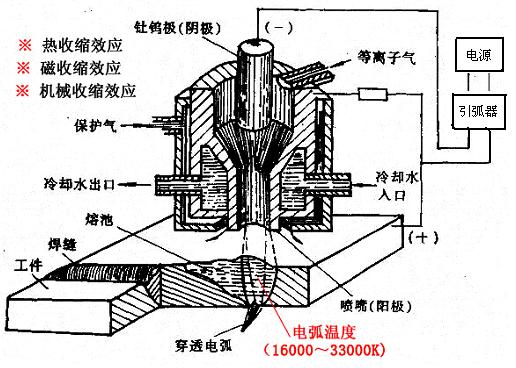 钍钨极(阴极)
(一)
※ 热收缩效应
※ 磁收缩效应
※ 机械收缩效应
等离子气
电源
引弧器
保护气
冷却水出口
冷却水
入口
(+)
熔池
焊缝
工件
喷嘴(阳极)
电弧温度
(16000～33000K)
穿透电弧